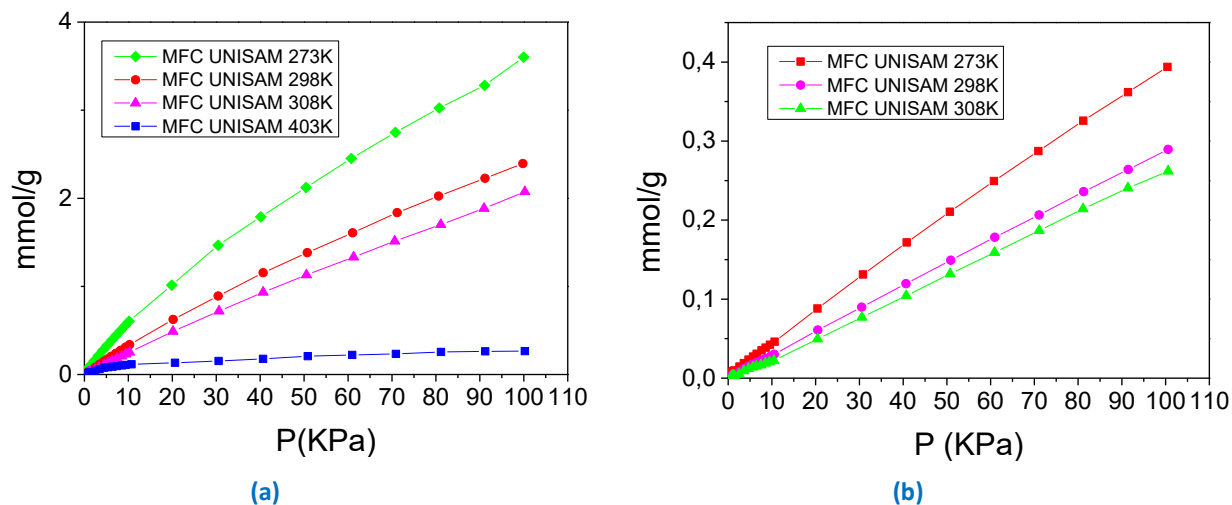 4
2
0
mmol/g
MFC UNISAM 273K
MFC UNISAM 298K
MFC UNISAM 308K
MFC UNISAM 403K
0 10 20 30 40 50 60 70 80 90 100 110
P(KPa)
(a)
0,4
0,3
0,2
0,1
0,0
mmol/g
MFC UNISAM 273K
MFC UNISAM 298K
MFC UNISAM 308K
0 10 20 30 40 50 60 70 80 90 100 110
P (KPa)
(b)